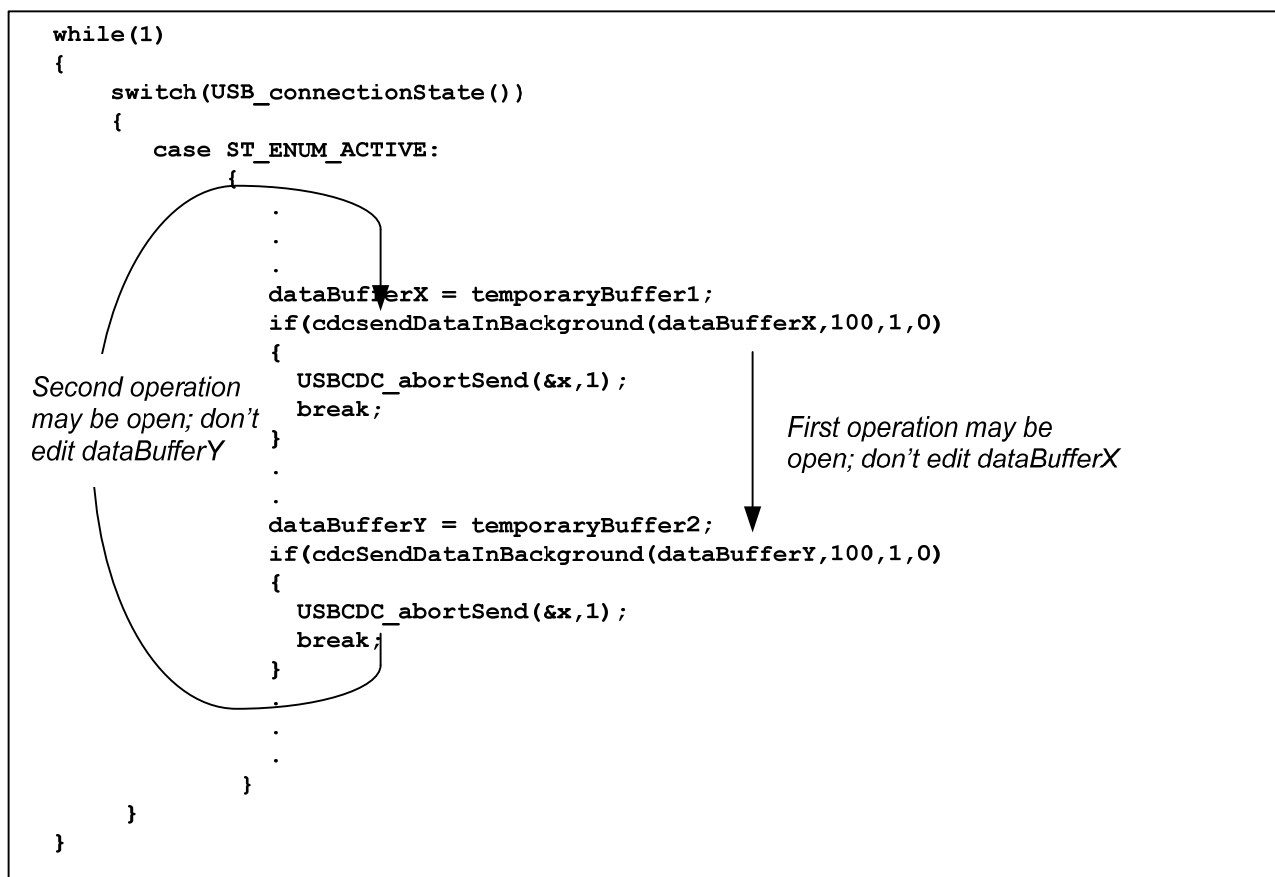 while(1)
{
switch(USB_connectionState())
{
case ST_ENUM_ACTIVE:
{
.
.
.
dataBufferX = temporaryBuffer1;
if(cdcsendDataInBackground(dataBufferX,100,1,0)
{
USBCDC_abortSend(&x,1);
break;
}
.
.
dataBufferY = temporaryBuffer2;
if(cdcSendDataInBackground(dataBufferY,100,1,0)
{
USBCDC_abortSend(&x,1);
break;
}
.
.
.
}
}
}
Second operation
may be open; don't
edit dataBufferY
First operation may be
open; don't edit dataBufferX